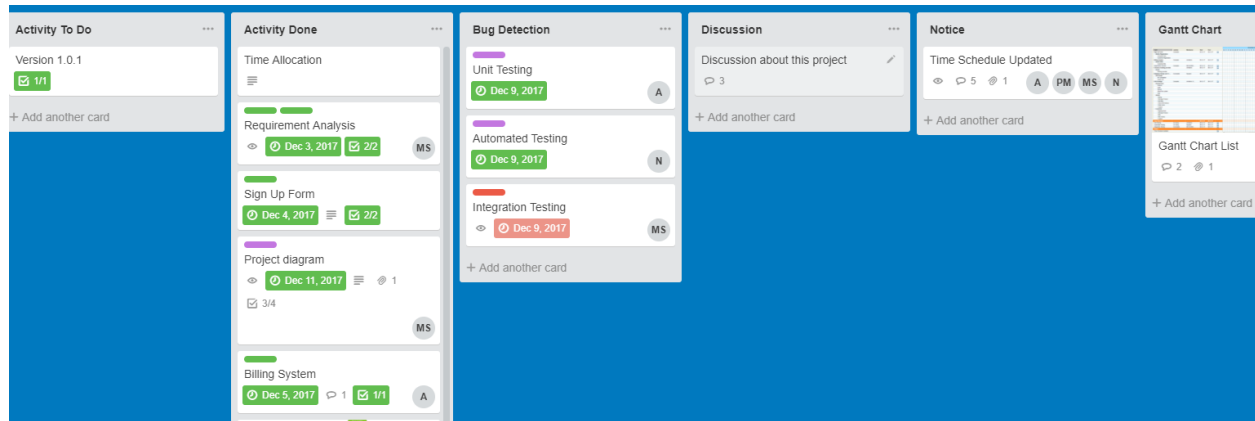 Activity To Do
Version 1.0.1
1/1
+ Add another card
Activity Done
Time Allocation
Requirement Analysis
Dec 3, 2017 2/2
MS
Sign Up Form
Dec 4, 2017 2/2
Project diagram
Dec 11, 2017 1
3/4
MS
Billing System
Dec 5, 2017 1 1/1
A
Bug Detection
Unit Testing
Dec 9, 2017
A
Automated Testing
Dec 9, 2017
N
Integration Testing
Dec 9, 2017
MS
+ Add another card
Discussion
Discussion about this project
3
+ Add another card
Notice
Time Schedule Updated
5 1 A PM MS N
+ Add another card
Gantt Chart
Gantt Chart List
2 1
+ Add another card